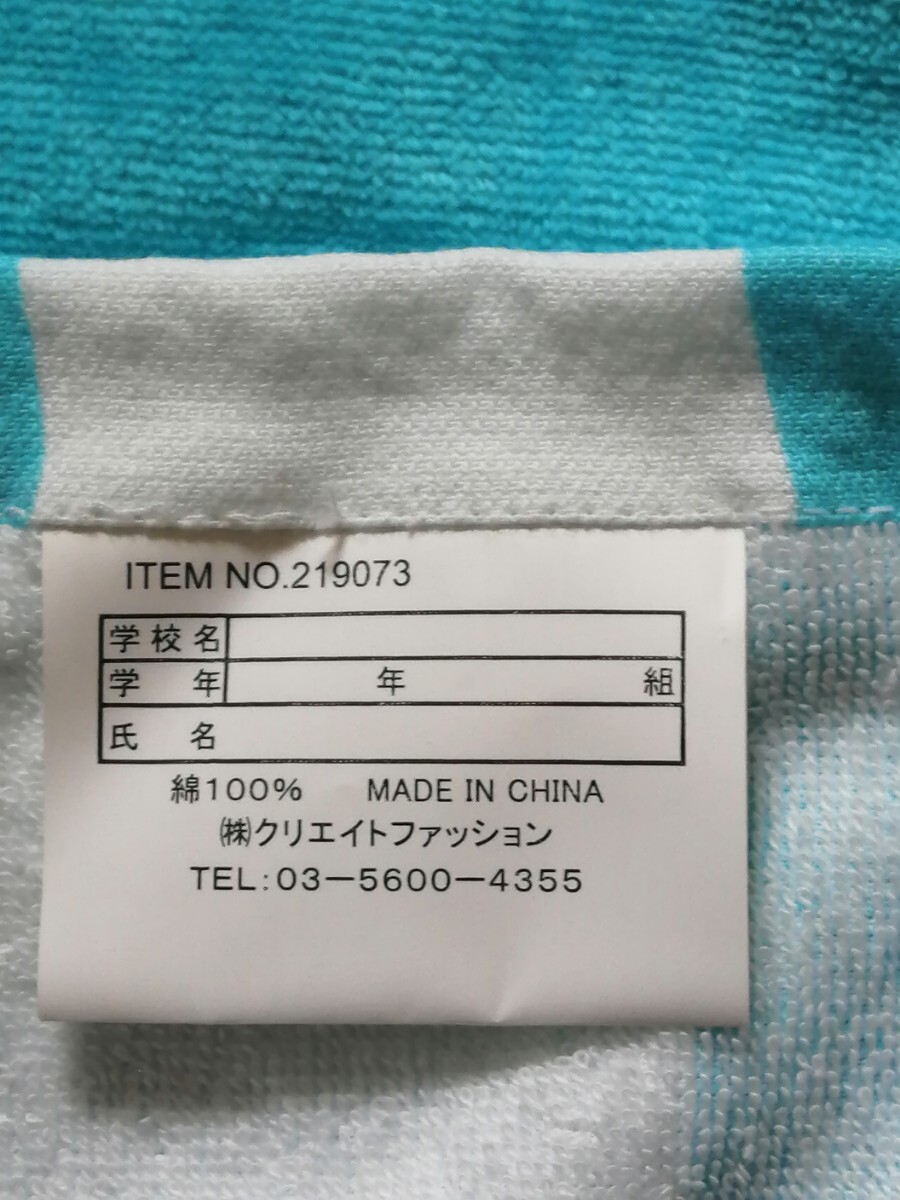 ITEM NO.219073
学校名
学 年 年 組
氏 名
綿100% MADE IN CHINA
㈱クリエイトファッション
TEL:03-5600-4355